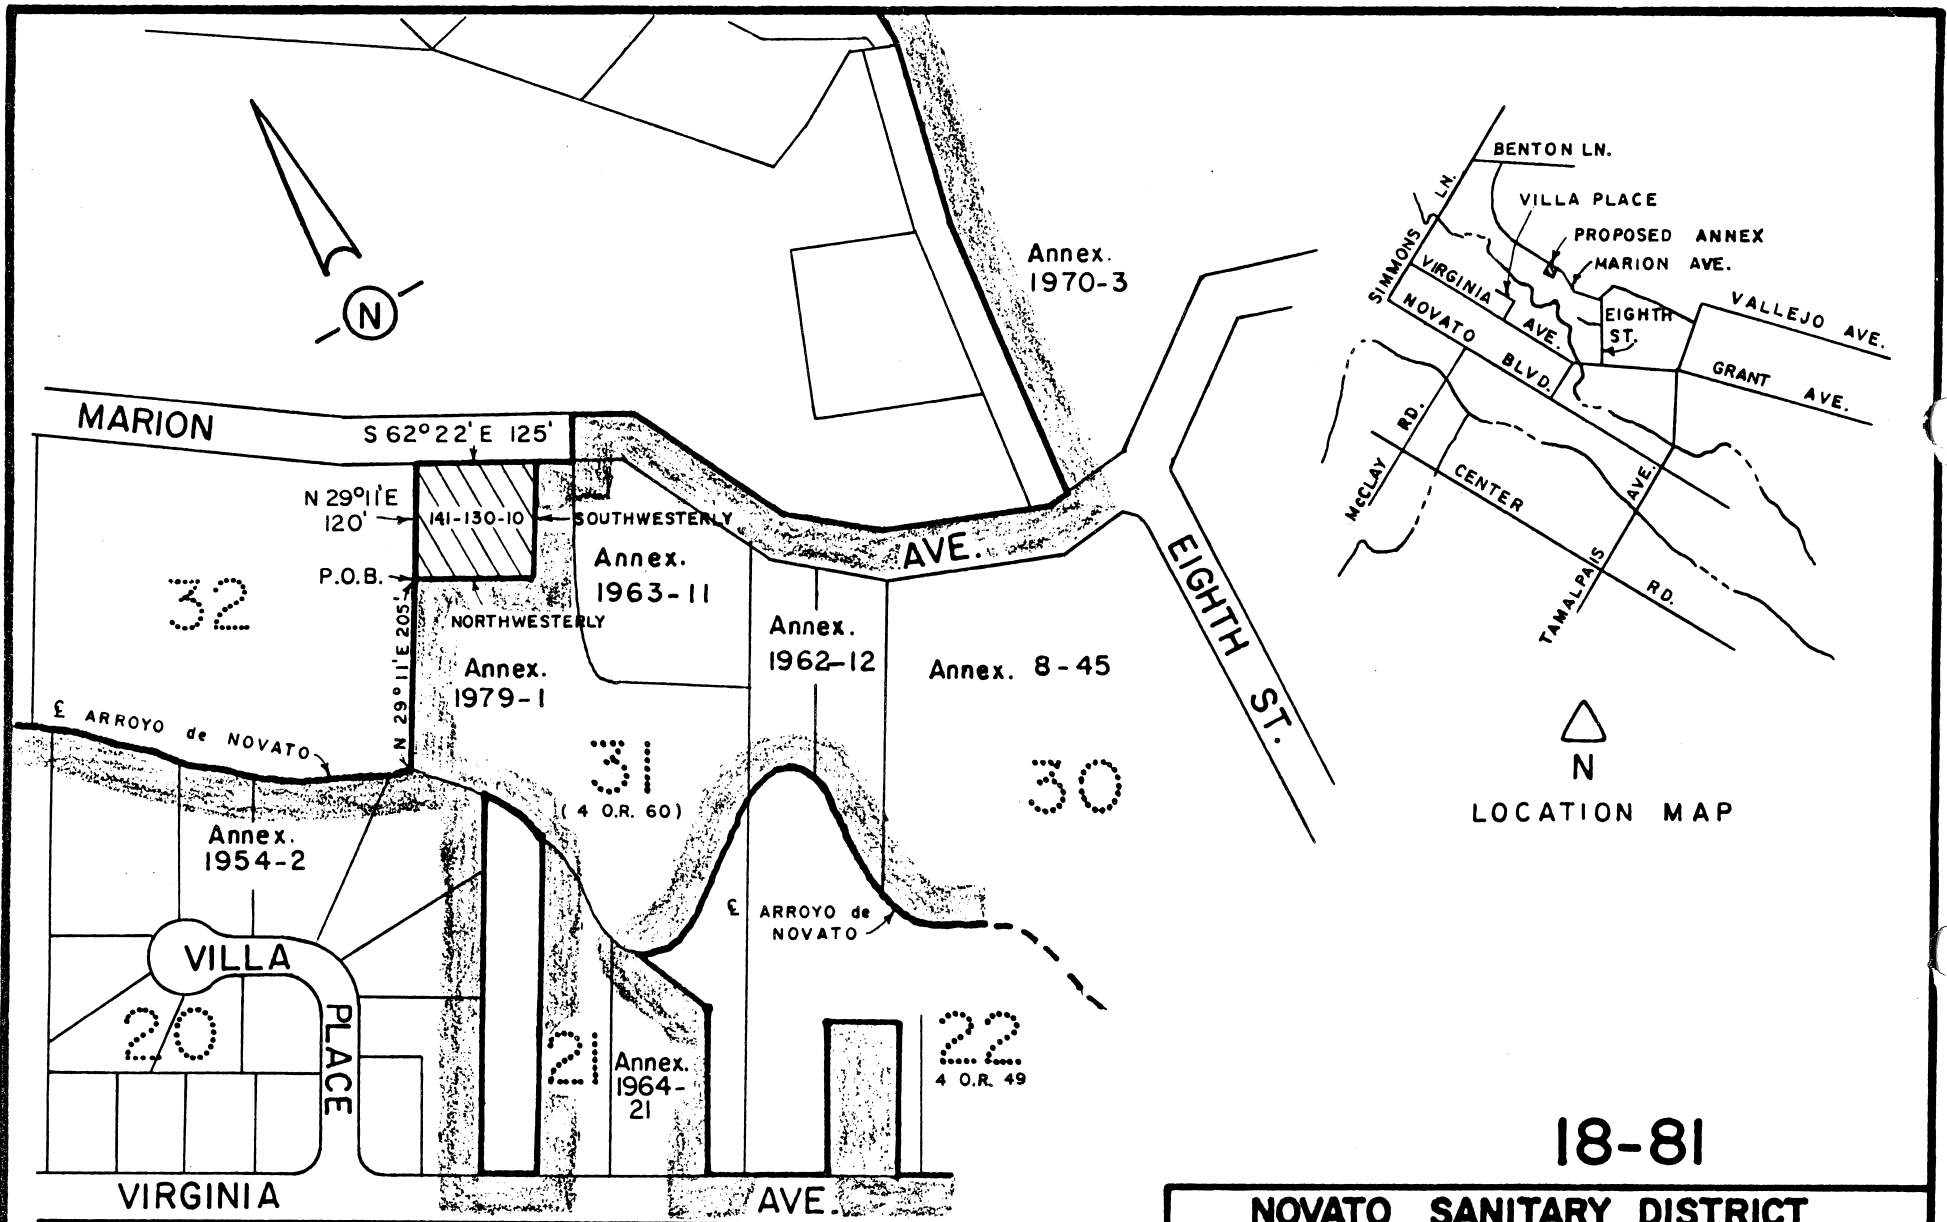 BENTON LN.
SIMMONS LN.
VILLA PLACE
PROPOSED ANNEX
MARION AVE.
VIRGINIA AVE.
NOVATO BLVD.
EIGHTH
ST.
VALLEJO AVE.
GRANT AVE.
McCLAY RD.
CENTER RD.
TAMALPAIS AVE.
N
LOCATION MAP
N
Annex.
1970-3
MARION AVE.
S 62°22'E 125'
N 29°11'E
120'
141-130-10
SOUTHWESTERLY
P.O.B.
NORTHWESTERLY
N 29°11'E 205'
Annex.
1963-11
Annex.
1962-12
Annex. 8-45
Annex.
1979-1
EIGHTH ST.
32
31
(4 O.R. 60)
30
℄ ARROYO de NOVATO
Annex.
1954-2
℄ ARROYO de
NOVATO
VILLA PLACE
20
21
Annex.
1964-
21
22
4 O.R. 49
VIRGINIA AVE.
18-81
NOVATO SANITARY DISTRICT